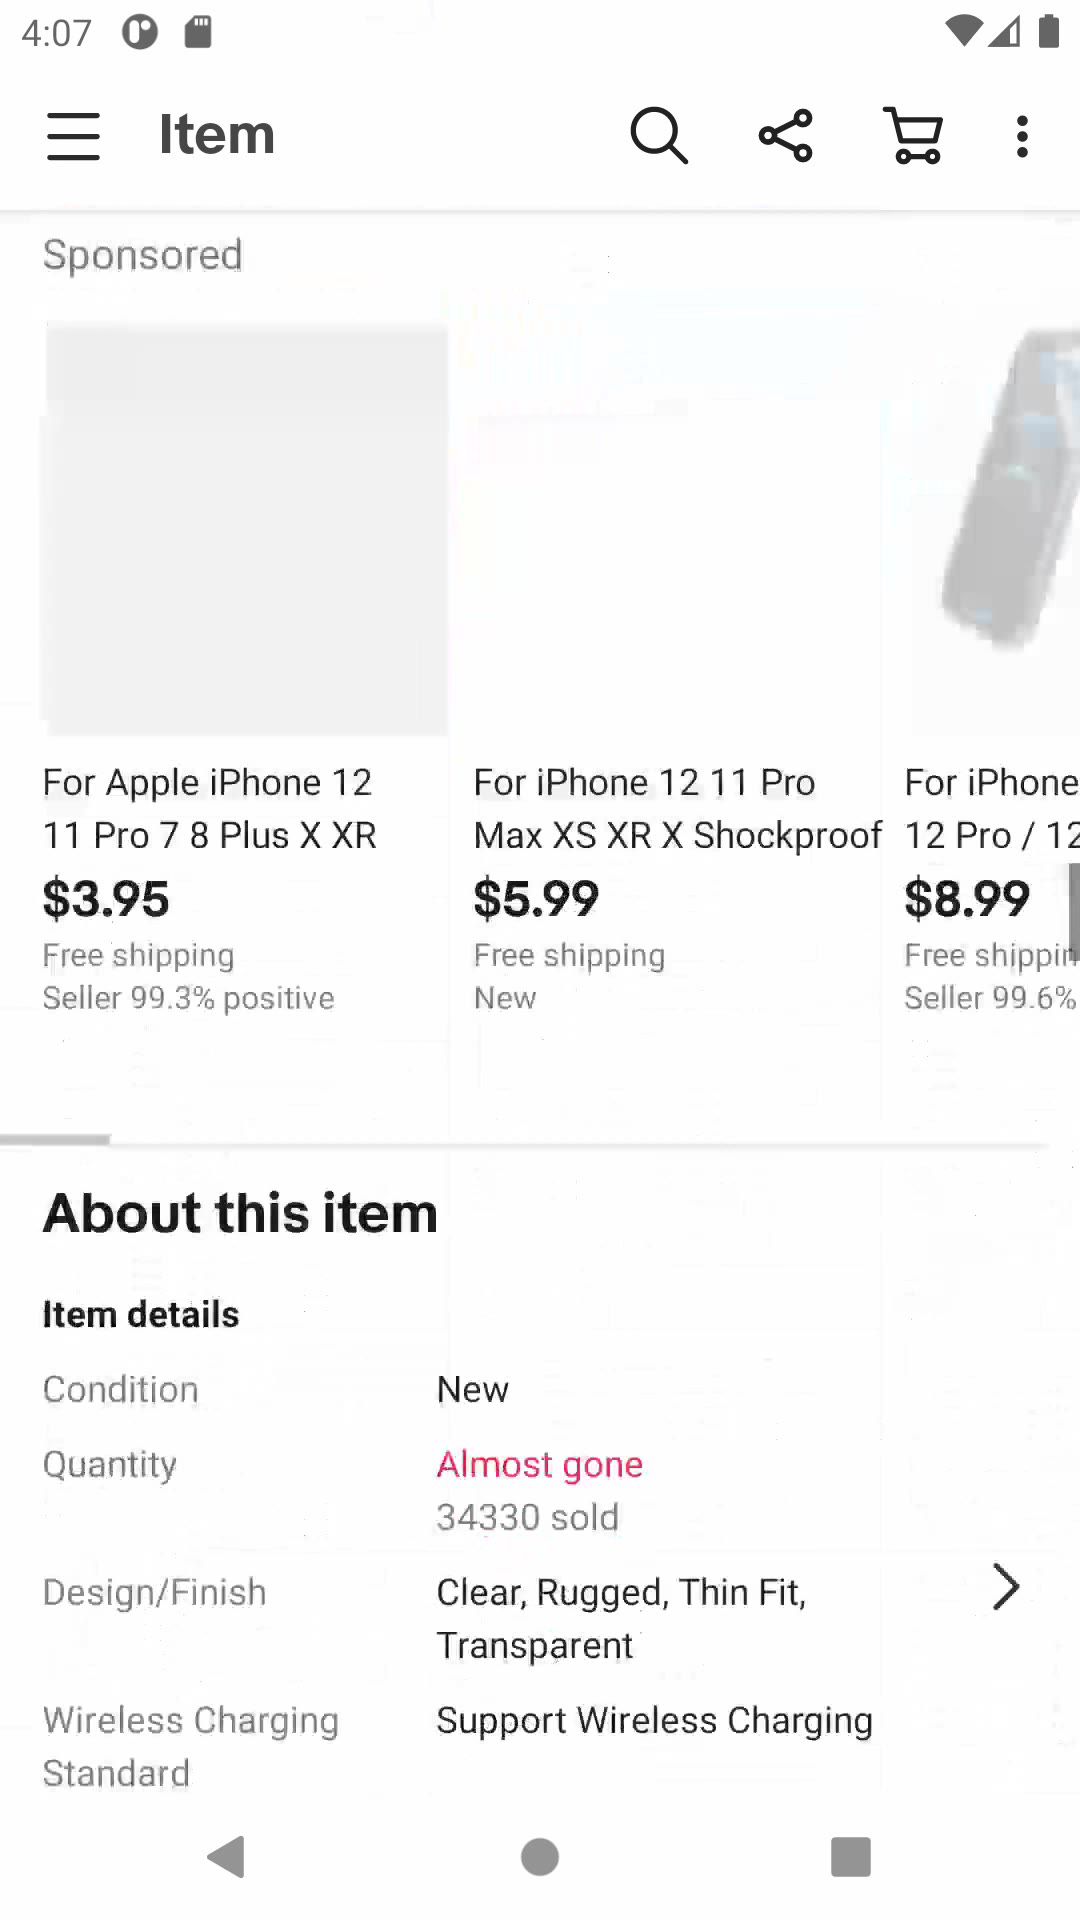 4:07
Item
Sponsored
For Apple iPhone 12
11 Pro 7 8 Plus X XR
$3.95
Free shipping
Seller 99.3% positive
For iPhone 12 11 Pro
Max XS XR X Shockproof
$5.99
Free shipping
New
For iPhone
12 Pro / 12
$8.99
Free shippin
Seller 99.6%
About this item
Item details
Condition
New
Quantity
Almost gone
34330 sold
Design/Finish
Clear, Rugged, Thin Fit,
Transparent
Wireless Charging
Standard
Support Wireless Charging